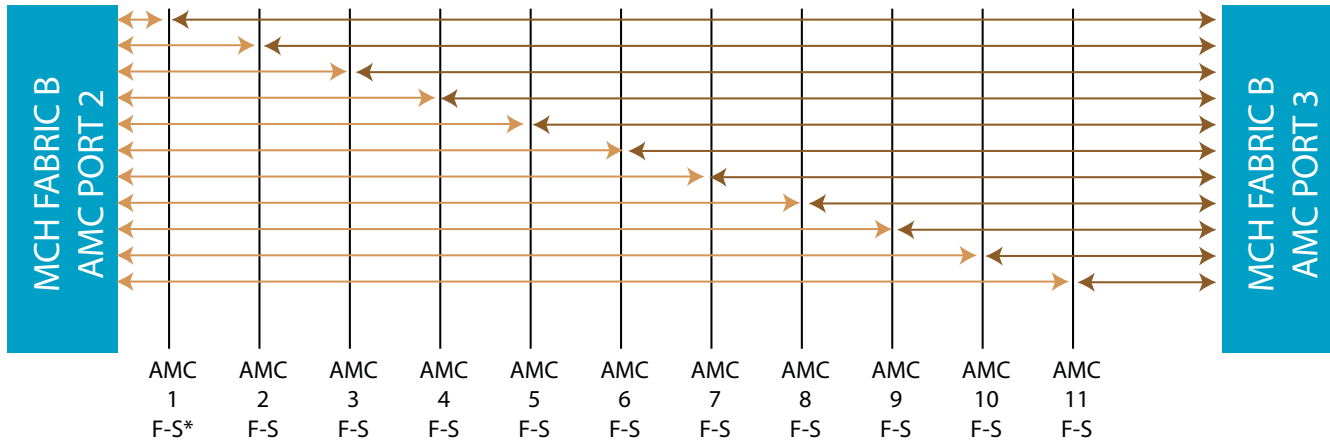 MCH FABRIC B
AMC PORT 2
MCH FABRIC B
AMC PORT 3
AMC AMC AMC AMC AMC AMC AMC AMC AMC AMC AMC
1 2 3 4 5 6 7 8 9 10 11
F-S* F-S F-S F-S F-S F-S F-S F-S F-S F-S F-S